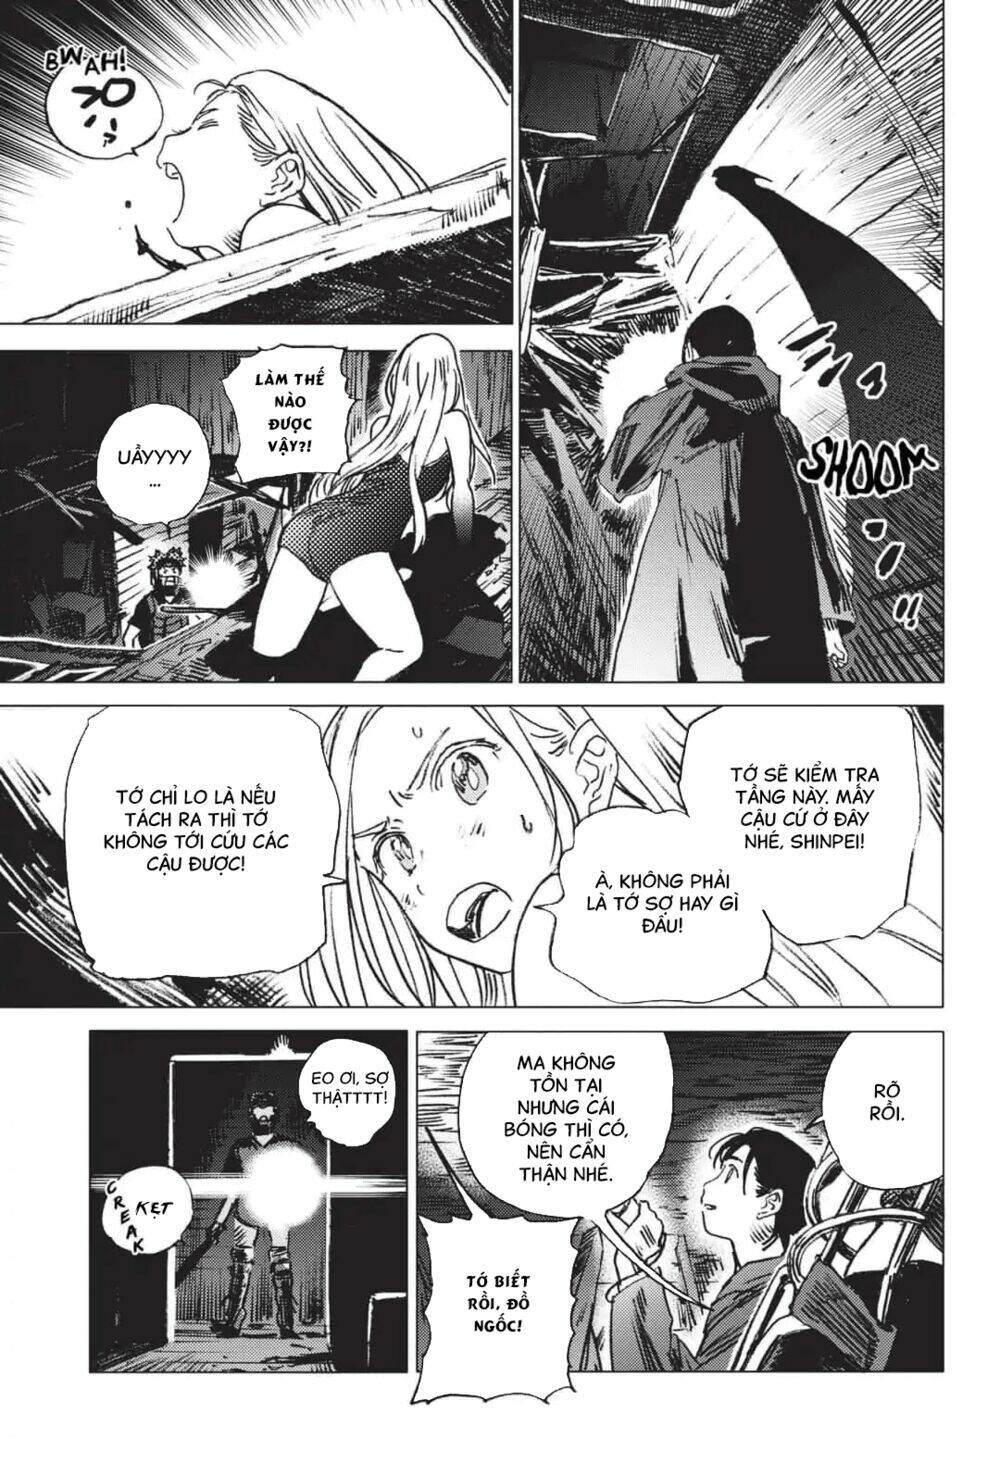 SHOOM
BWAH!
LÀM THẾ
NÀO
ĐƯỢC
VẬY?!
UẦYYYY
...
TỚ SẼ KIỂM TRA
TẦNG NÀY. MẤY
CẬU CỨ Ở ĐÂY
NHÉ, SHINPEI!
À, KHÔNG PHẢI
LÀ TỚ SỢ HAY GÌ
ĐÂU!
TỚ CHỈ LO LÀ NẾU
TÁCH RA THÌ TỚ
KHÔNG TỚI CỨU CÁC
CẬU ĐƯỢC!
RÕ
RỒI.
MA KHÔNG
TỒN TẠI
NHƯNG CÁI
BÓNG THÌ CÓ,
NÊN CẨN
THẬN NHÉ.
TỚ BIẾT
RỒI, ĐỒ
NGỐC!
EO ƠI, SỢ
THẬTTTT!
CREAK
KẸT